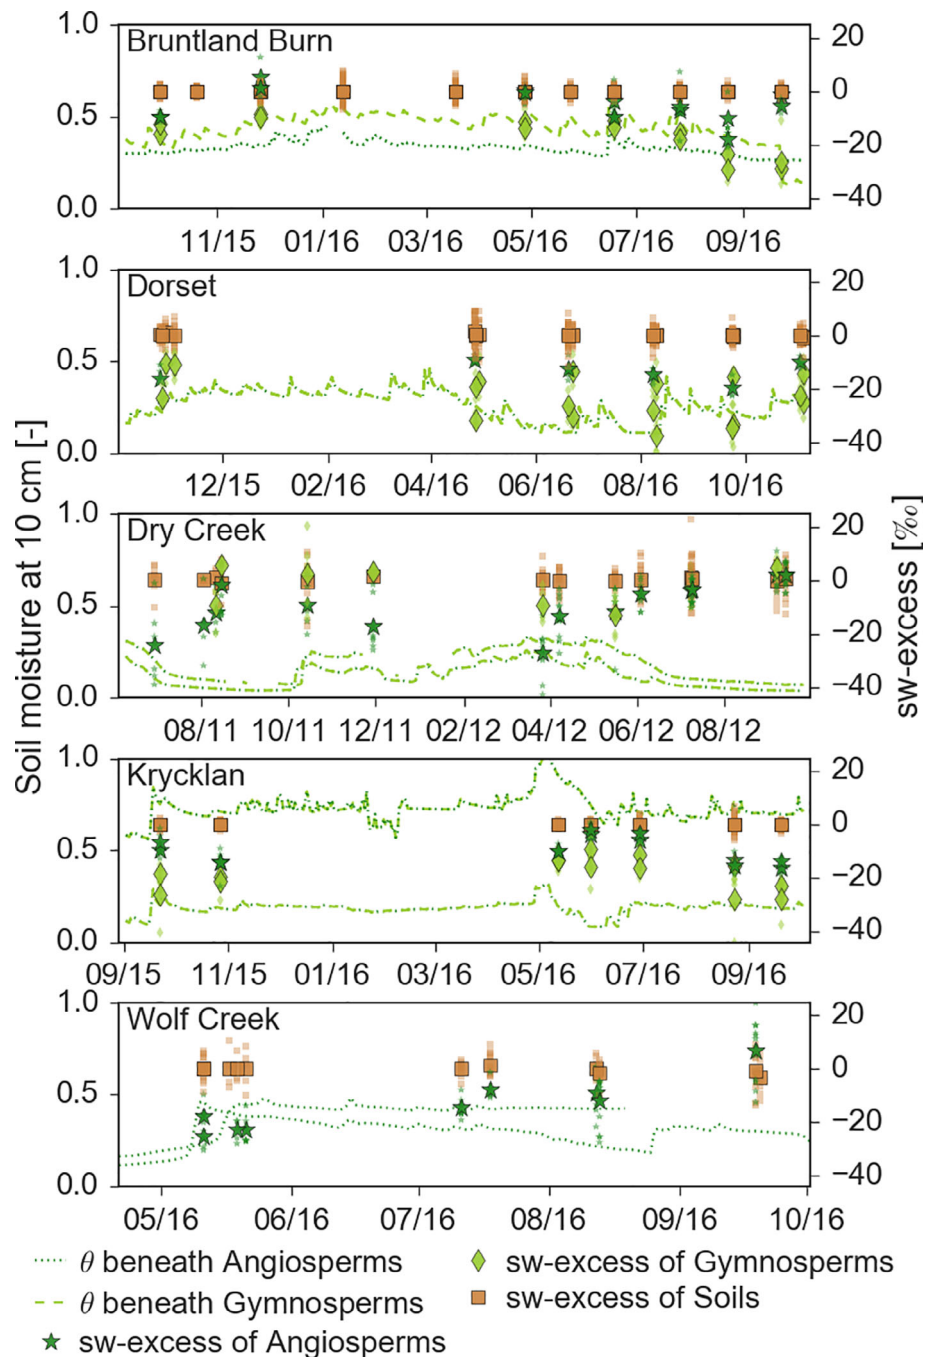 Soil moisture at 10 cm [-]
sw-excess [‰]
Bruntland Burn
1.0
0.5
0.0
20
0
−20
−40
11/15 01/16 03/16 05/16 07/16 09/16
Dorset
1.0
0.5
0.0
20
0
−20
−40
12/15 02/16 04/16 06/16 08/16 10/16
Dry Creek
1.0
0.5
0.0
20
0
−20
−40
08/11 10/11 12/11 02/12 04/12 06/12 08/12
Krycklan
1.0
0.5
0.0
20
0
−20
−40
09/15 11/15 01/16 03/16 05/16 07/16 09/16
Wolf Creek
1.0
0.5
0.0
20
0
−20
−40
05/16 06/16 07/16 08/16 09/16 10/16
θ beneath Angiosperms
θ beneath Gymnosperms
sw-excess of Angiosperms
sw-excess of Gymnosperms
sw-excess of Soils